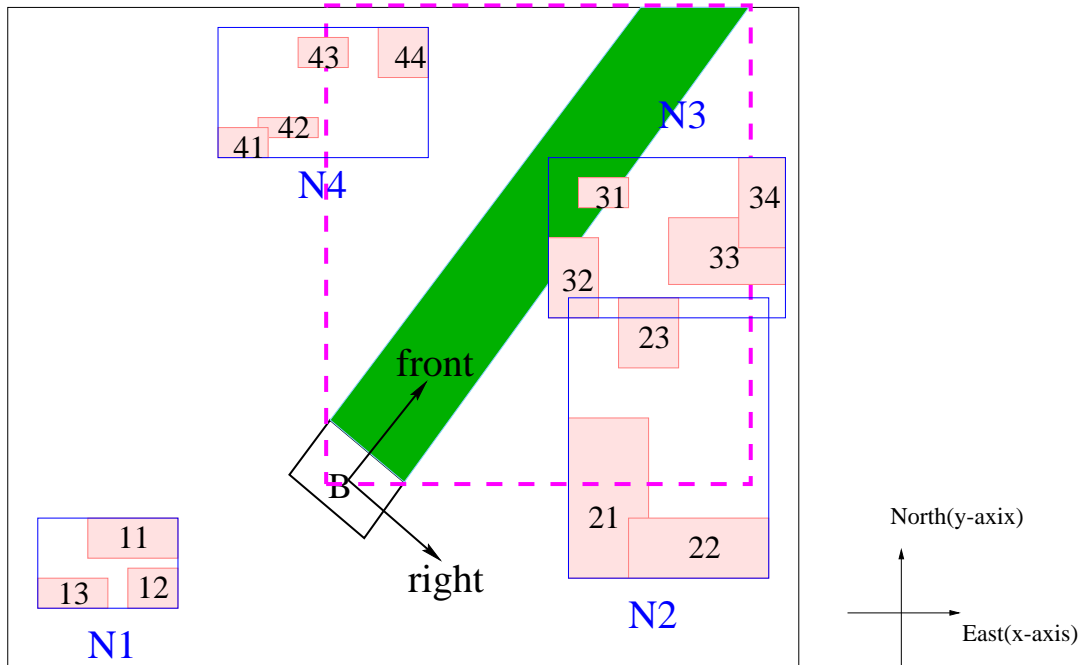 43
44
N3
42
41
N4
31
34
33
32
23
front
B
21
North(y-axix)
11
22
right
13
12
N2
East(x-axis)
N1